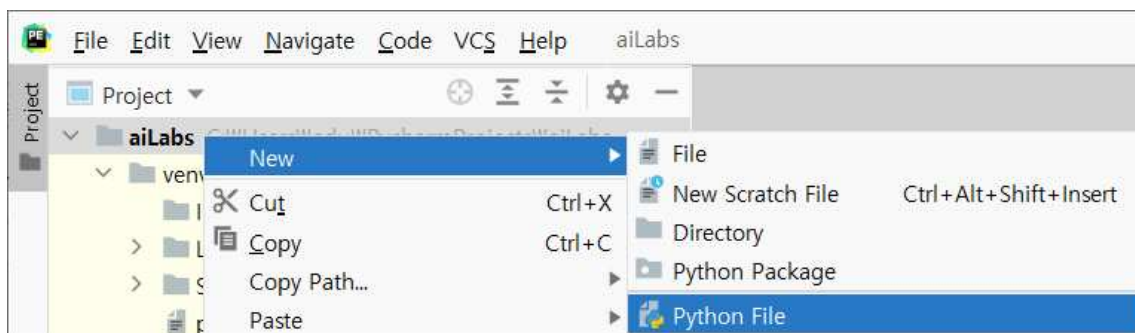 PE File Edit View Navigate Code VCS Help aiLabs
Project
Project
aiLabs
New
Cut Ctrl+X
Copy Ctrl+C
Copy Path...
Paste
File
New Scratch File Ctrl+Alt+Shift+Insert
Directory
Python Package
Python File